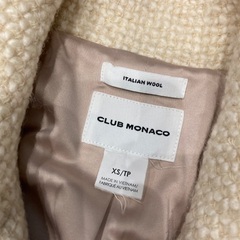 ITALIAN WOOL
CLUB MONACO
XS/TP
MADE IN VIETNAM
FABRIQUÉ AU VIETNAM